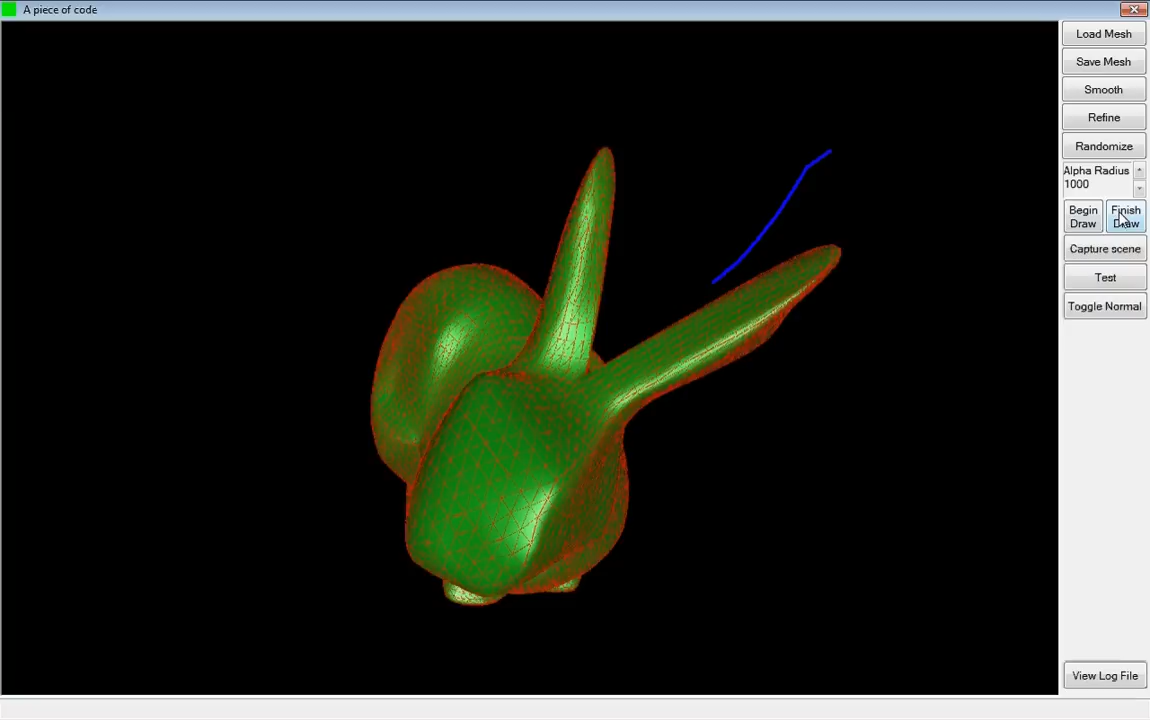 A piece of code
Load Mesh
Save Mesh
Smooth
Refine
Randomize
Alpha Radius
1000
Begin
Draw
Finish
Draw
Capture scene
Test
Toggle Normal
View Log File